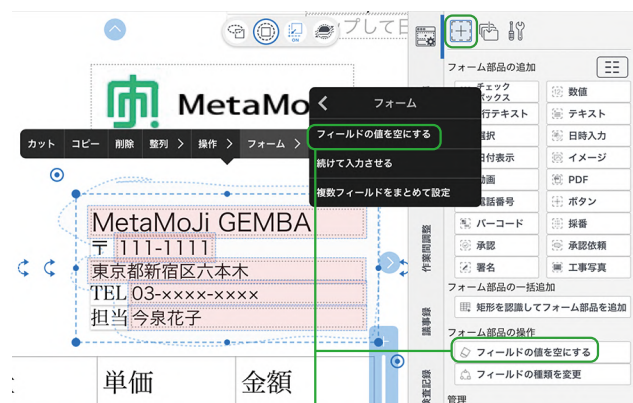 ップして日
フォーム部品の追加
チェックボックス
数値
行テキスト
テキスト
選択
日時入力
日付表示
イメージ
動画
PDF
電話番号
ボタン
バーコード
採番
承認
承認依頼
署名
工事写真
フォーム部品の一括追加
矩形を認識してフォーム部品を追加
フォーム部品の操作
フィールドの値を空にする
フィールドの種類を変更
管理
MetaMo
フォーム
フィールドの値を空にする
続けて入力させる
複数フィールドをまとめて設定
カット コピー 削除 整列 操作 フォーム
MetaMoJi GEMBA
〒 111-1111
東京都新宿区六本木
TEL 03-××××-××××
担当 今泉花子
単価 金額
作業間調整
議事録
検査記録
ON